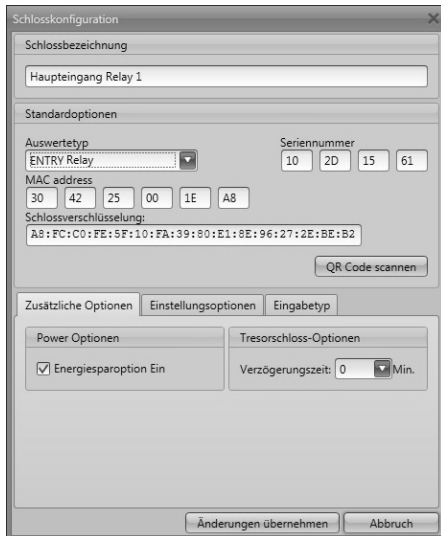 Schlosskonfiguration
Schlossbezeichnung
Haupteingang Relay 1
Standardoptionen
Auswertetyp Seriennummer
ENTRY Relay 10 2D 15 61
MAC address
30 42 25 00 1E A8
Schlossverschlüsselung:
A8:FC:C0:FE:5F:10:FA:39:80:E1:8E:96:27:2E:BE:B2
QR Code scannen
Zusätzliche Optionen Einstellungsoptionen Eingabetyp
Power Optionen Tresorschloss-Optionen
Energiesparoption Ein Verzögerungszeit: 0 Min.
Änderungen übernehmen Abbruch